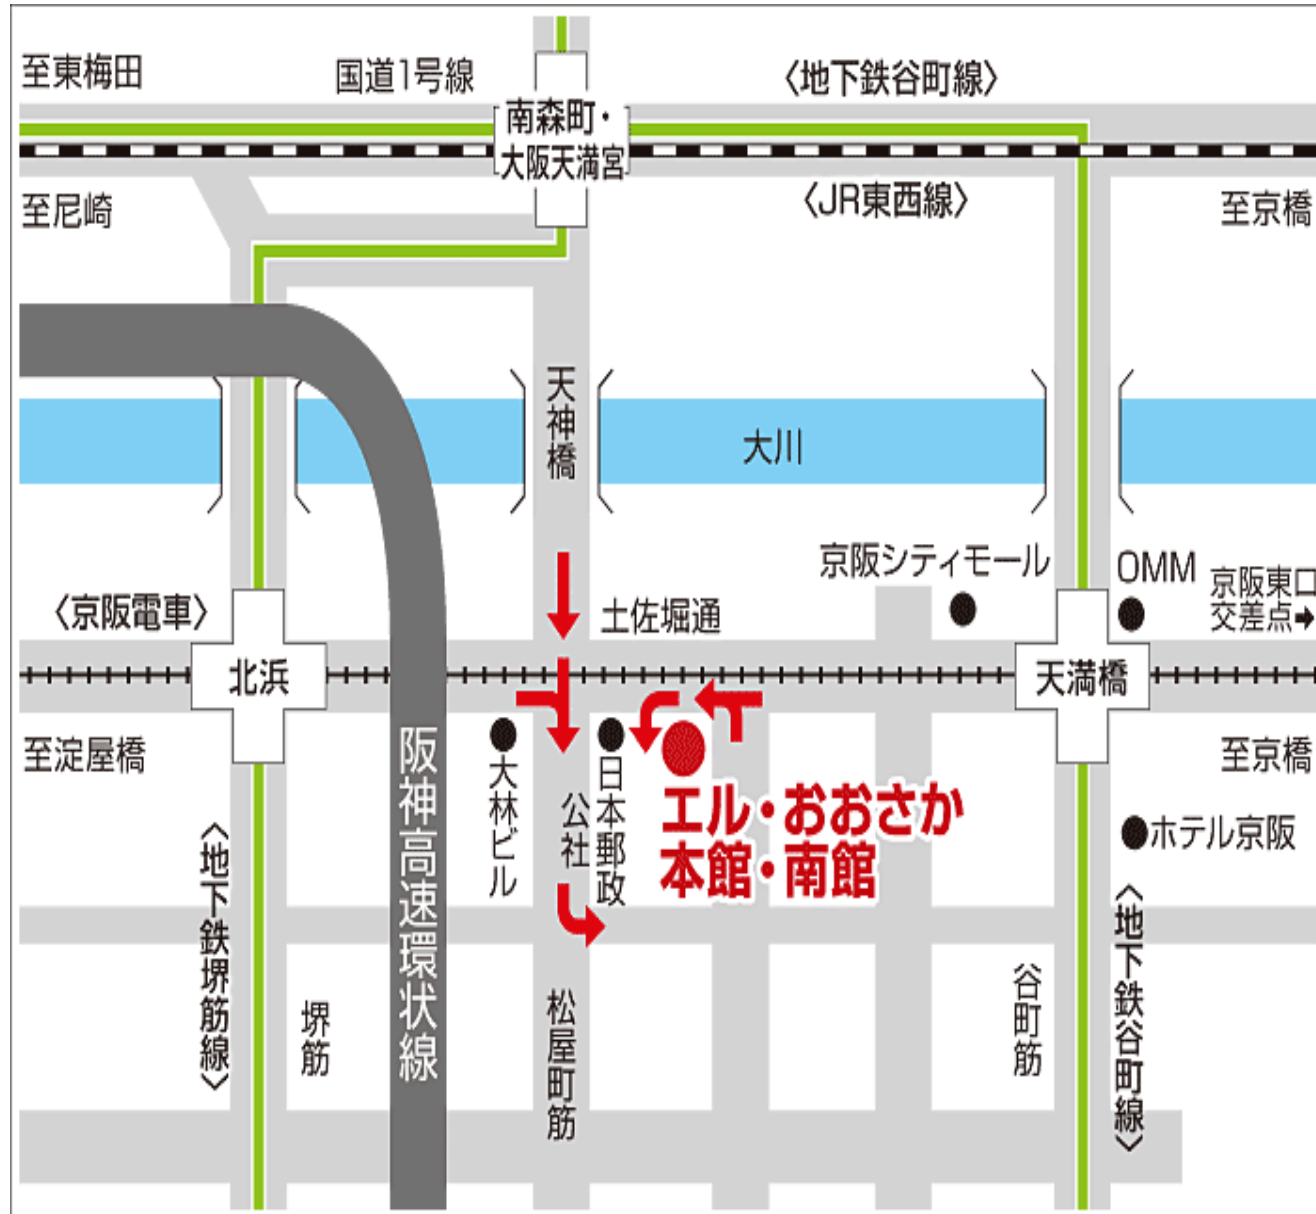 至東梅田
国道1号線
〈地下鉄谷町線〉
南森町・
大阪天満宮
至尼崎
〈JR東西線〉
至京橋
天神橋
大川
京阪シティモール
OMM
京阪東口
交差点➡
〈京阪電車〉
土佐堀通
北浜
天満橋
至淀屋橋
至京橋
大林ビル
日本郵政
公社
エル・おおさか
本館・南館
ホテル京阪
阪神高速環状線
〈地下鉄堺筋線〉
堺筋
松屋町筋
谷町筋
〈地下鉄谷町線〉